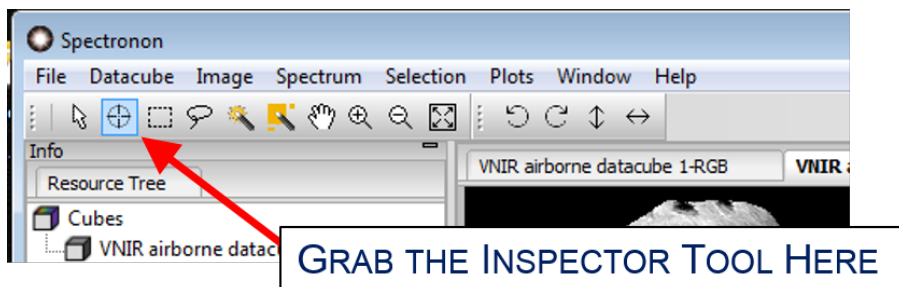 Spectronon
File Datacube Image Spectrum Selection Plots Window Help
Info
Resource Tree
VNIR airborne datacube 1-RGB
VNIR
Cubes
VNIR airborne datac
GRAB THE INSPECTOR TOOL HERE